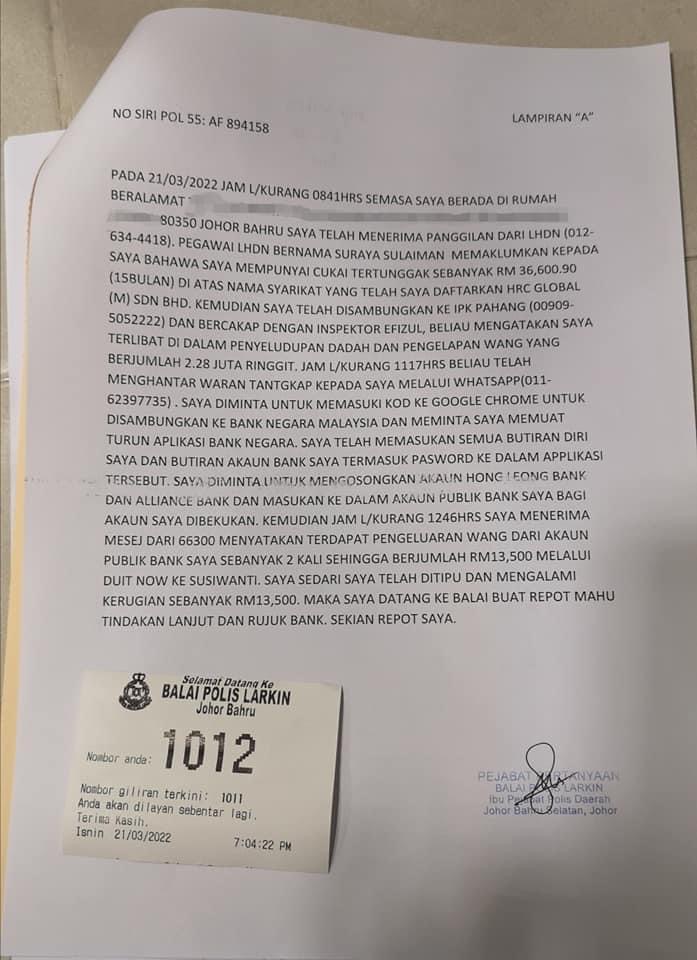 NO SIRI POL 55: AF 894158
LAMPIRAN "A"
PADA 21/03/2022 JAM L/KURANG 0841HRS SEMASA SAYA BERADA DI RUMAH
BERALAMAT
80350 JOHOR BAHRU SAYA TELAH MENERIMA PANGGILAN DARI LHDN (012-
634-4418). PEGAWAI LHDN BERNAMA SURAYA SULAIMAN MEMAKLUMKAN KEPADA
SAYA BAHAWA SAYA MEMPUNYAI CUKAI TERTUNGGAK SEBANYAK RM 36,600.90
(15BULAN) DI ATAS NAMA SYARIKAT YANG TELAH SAYA DAFTARKAN HRC GLOBAL
(M) SDN BHD. KEMUDIAN SAYA TELAH DISAMBUNGKAN KE IPK PAHANG (00909-
5052222) DAN BERCAKAP DENGAN INSPEKTOR EFIZUL, BELIAU MENGATAKAN SAYA
TERLIBAT DI DALAM PENYELUDUPAN DADAH DAN PENGELAPAN WANG YANG
BERJUMLAH 2.28 JUTA RINGGIT. JAM L/KURANG 1117HRS BELIAU TELAH
MENGHANTAR WARAN TANTGKAP KEPADA SAYA MELALUI WHATSAPP(011-
62397735) . SAYA DIMINTA UNTUK MEMASUKI KOD KE GOOGLE CHROME UNTUK
DISAMBUNGKAN KE BANK NEGARA MALAYSIA DAN MEMINTA SAYA MEMUAT
TURUN APLIKASI BANK NEGARA. SAYA TELAH MEMASUKAN SEMUA BUTIRAN DIRI
SAYA DAN BUTIRAN AKAUN BANK SAYA TERMASUK PASWORD KE DALAM APPLIKASI
TERSEBUT. SAYA DIMINTA UNTUK MENGOSONGKAN AKAUN HONG LEONG BANK
DAN ALLIANCE BANK DAN MASUKAN KE DALAM AKAUN PUBLIK BANK SAYA BAGI
AKAUN SAYA DIBEKUKAN. KEMUDIAN JAM L/KURANG 1246HRS SAYA MENERIMA
MESEJ DARI 66300 MENYATAKAN TERDAPAT PENGELUARAN WANG DARI AKAUN
PUBLIK BANK SAYA SEBANYAK 2 KALI SEHINGGA BERJUMLAH RM13,500 MELALUI
DUIT NOW KE SUSIWANTI. SAYA SEDARI SAYA TELAH DITIPU DAN MENGALAMI
KERUGIAN SEBANYAK RM13,500. MAKA SAYA DATANG KE BALAI BUAT REPOT MAHU
TINDAKAN LANJUT DAN RUJUK BANK. SEKIAN REPOT SAYA.
Selamat Datang Ke
BALAI POLIS LARKIN
Johor Bahru
Nombor anda: 1012
Nombor giliran terkini: 1011
Anda akan dilayan sebentar lagi.
Terima Kasih.
Isnin 21/03/2022 7:04:22 PM
PEJABAT PERTANYAAN
BALAI POLIS LARKIN
Ibu Pejabat Polis Daerah
Johor Bahru Selatan, Johor